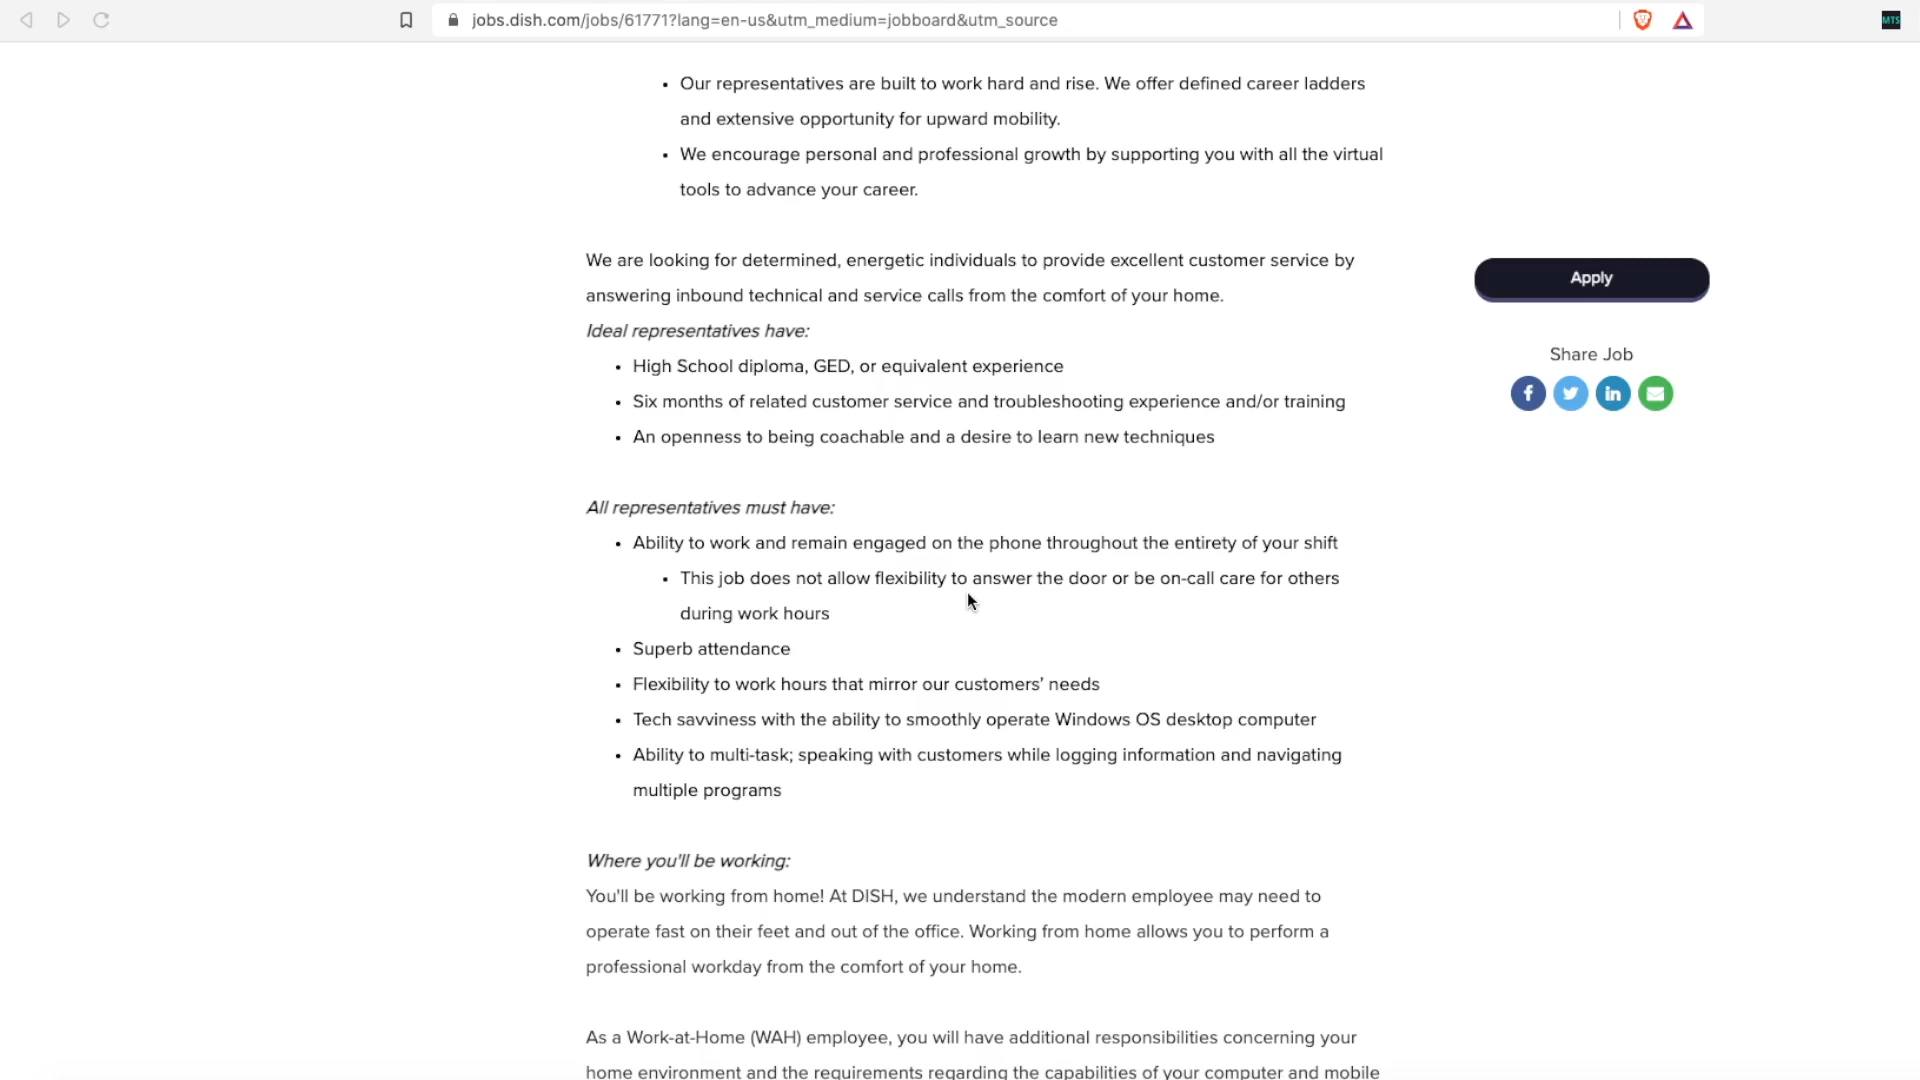 jobs.dish.com/jobs/61771?lang=en-us&utm_medium=jobboard&utm_source
MTS
• Our representatives are built to work hard and rise. We offer defined career ladders
and extensive opportunity for upward mobility.
• We encourage personal and professional growth by supporting you with all the virtual
tools to advance your career.
We are looking for determined, energetic individuals to provide excellent customer service by
answering inbound technical and service calls from the comfort of your home.
Ideal representatives have:
• High School diploma, GED, or equivalent experience
• Six months of related customer service and troubleshooting experience and/or training
• An openness to being coachable and a desire to learn new techniques
All representatives must have:
• Ability to work and remain engaged on the phone throughout the entirety of your shift
• This job does not allow flexibility to answer the door or be on-call care for others
during work hours
• Superb attendance
• Flexibility to work hours that mirror our customers’ needs
• Tech savviness with the ability to smoothly operate Windows OS desktop computer
• Ability to multi-task; speaking with customers while logging information and navigating
multiple programs
Where you'll be working:
You'll be working from home! At DISH, we understand the modern employee may need to
operate fast on their feet and out of the office. Working from home allows you to perform a
professional workday from the comfort of your home.
As a Work-at-Home (WAH) employee, you will have additional responsibilities concerning your
home environment and the requirements regarding the capabilities of your computer and mobile
Apply
Share Job